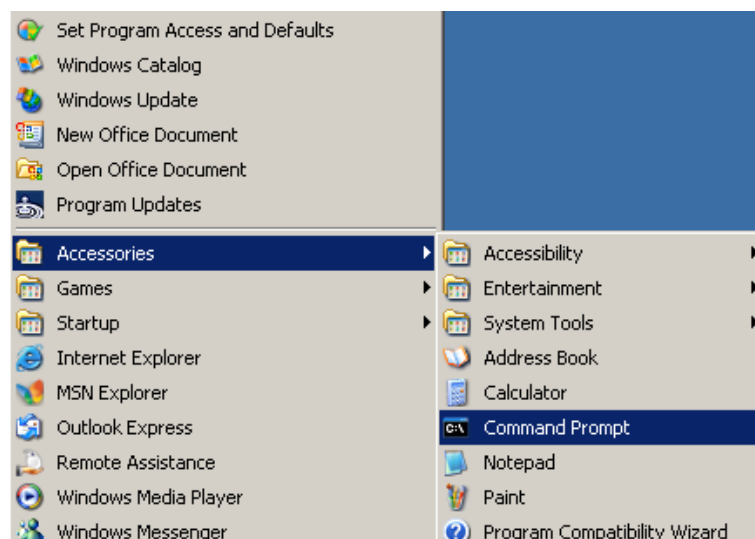 Set Program Access and Defaults
Windows Catalog
Windows Update
New Office Document
Open Office Document
Program Updates
Accessories
Games
Startup
Internet Explorer
MSN Explorer
Outlook Express
Remote Assistance
Windows Media Player
Windows Messenger
Accessibility
Entertainment
System Tools
Address Book
Calculator
C:\ Command Prompt
Notepad
Paint
Program Compatibility Wizard